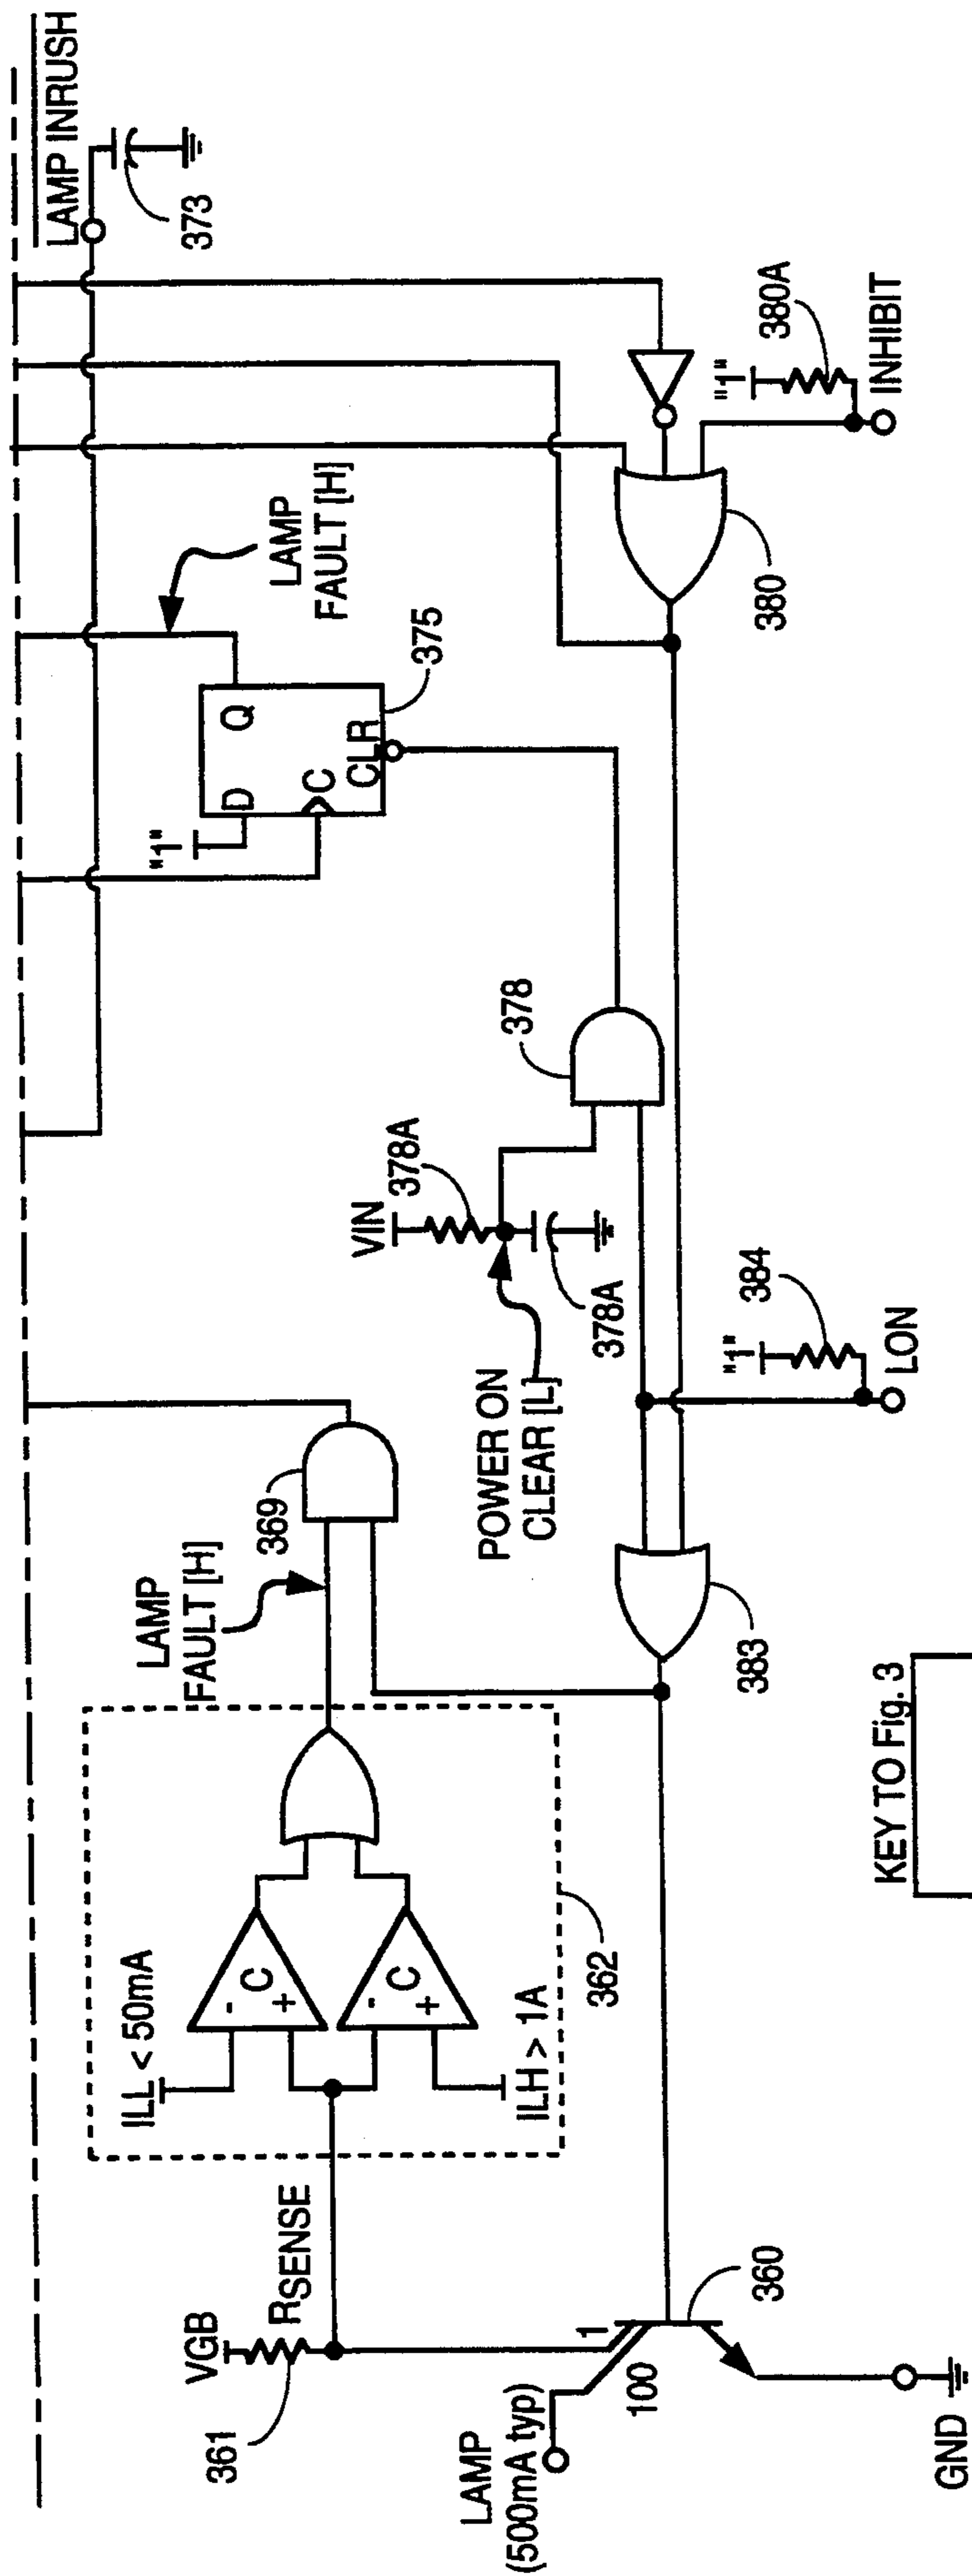 LAMP INRUSH
373
LAMP
FAULT [H]
"1"
D
Q
C
CLR
375
"1"
380A
INHIBIT
380
378
VIN
378A
378A
POWER ON
CLEAR [L]
"1"
384
LON
369
LAMP
FAULT [H]
383
ILL < 50mA
-
C
+
-
C
+
ILH > 1A
362
VGB
RSENSE
361
LAMP
(500mA typ)
1
100
360
GND
KEY TO Fig. 3